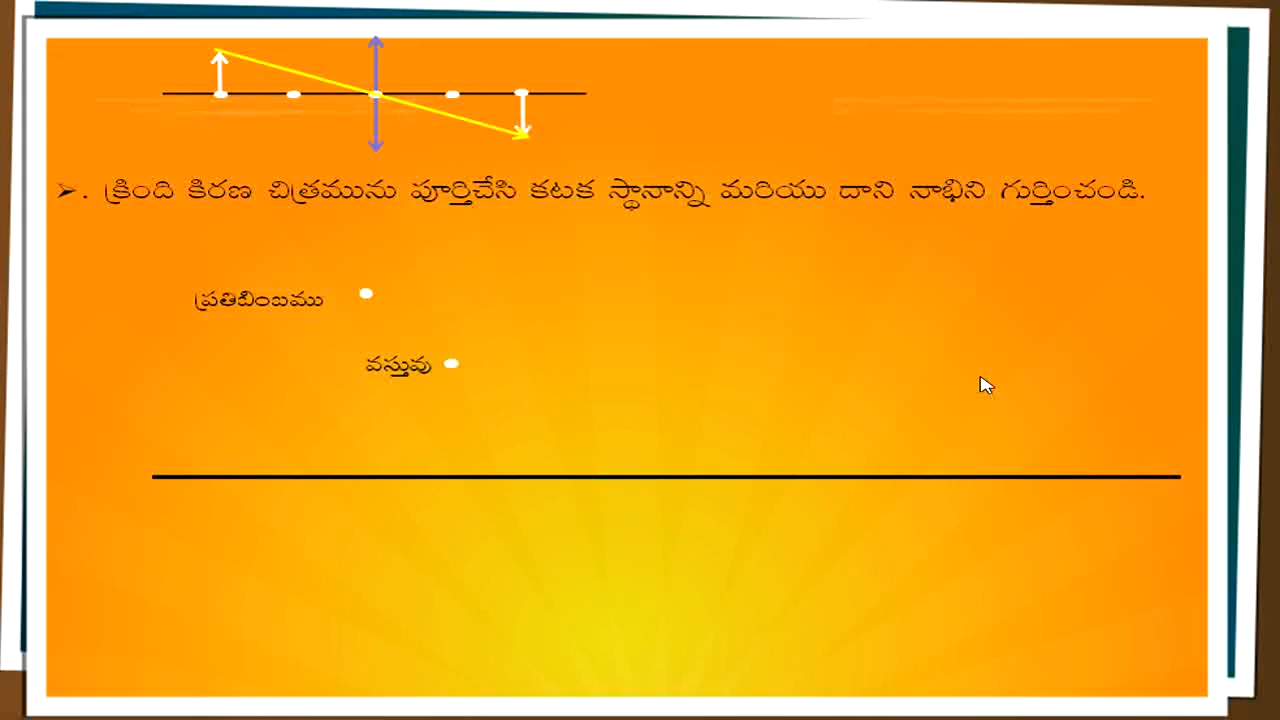 ➢. క్రింది కిరణ చిత్రమును పూర్తిచేసి కటక స్థానాన్ని మరియు దాని నాభిని గుర్తించండి.
ప్రతిబింబము
వస్తువు